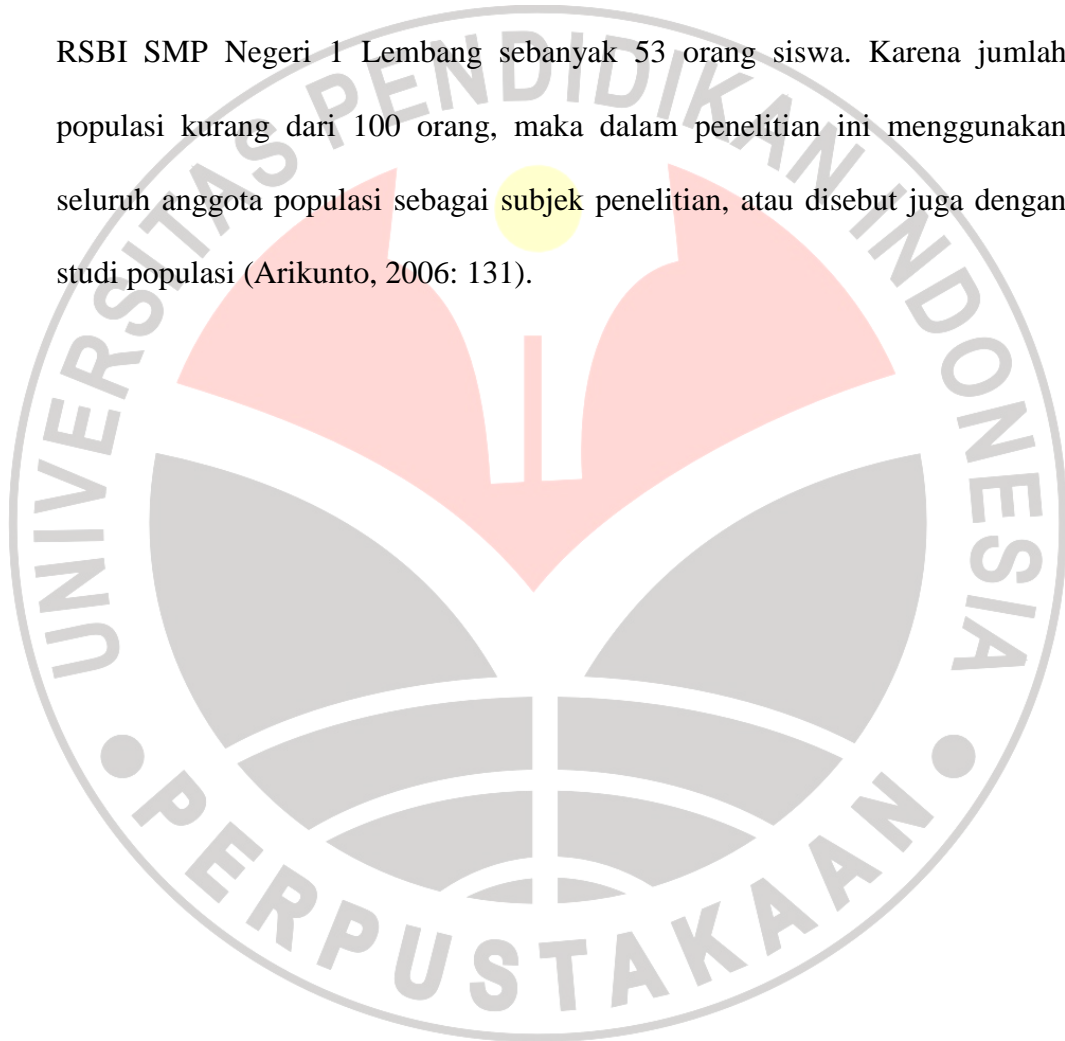 RSBI SMP Negeri 1 Lembang sebanyak 53 orang siswa. Karena jumlah
populasi kurang dari 100 orang, maka dalam penelitian ini menggunakan
seluruh anggota populasi sebagai subjek penelitian, atau disebut juga dengan
studi populasi (Arikunto, 2006: 131).
UNIVERSITAS PENDIDIKAN INDONESIA
PERPUSTAKAAN